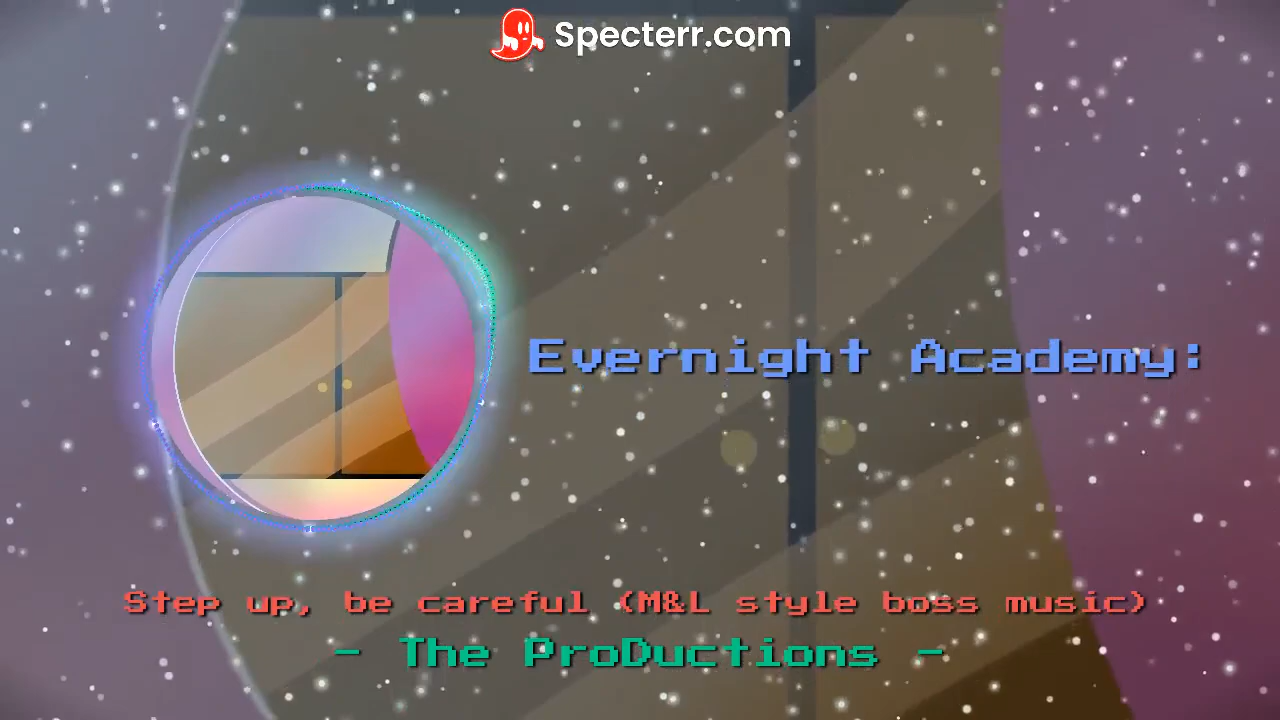 Specterr.com
Evernight Academy:
Step up, be careful (M&L style boss music)
- The ProDuctions -